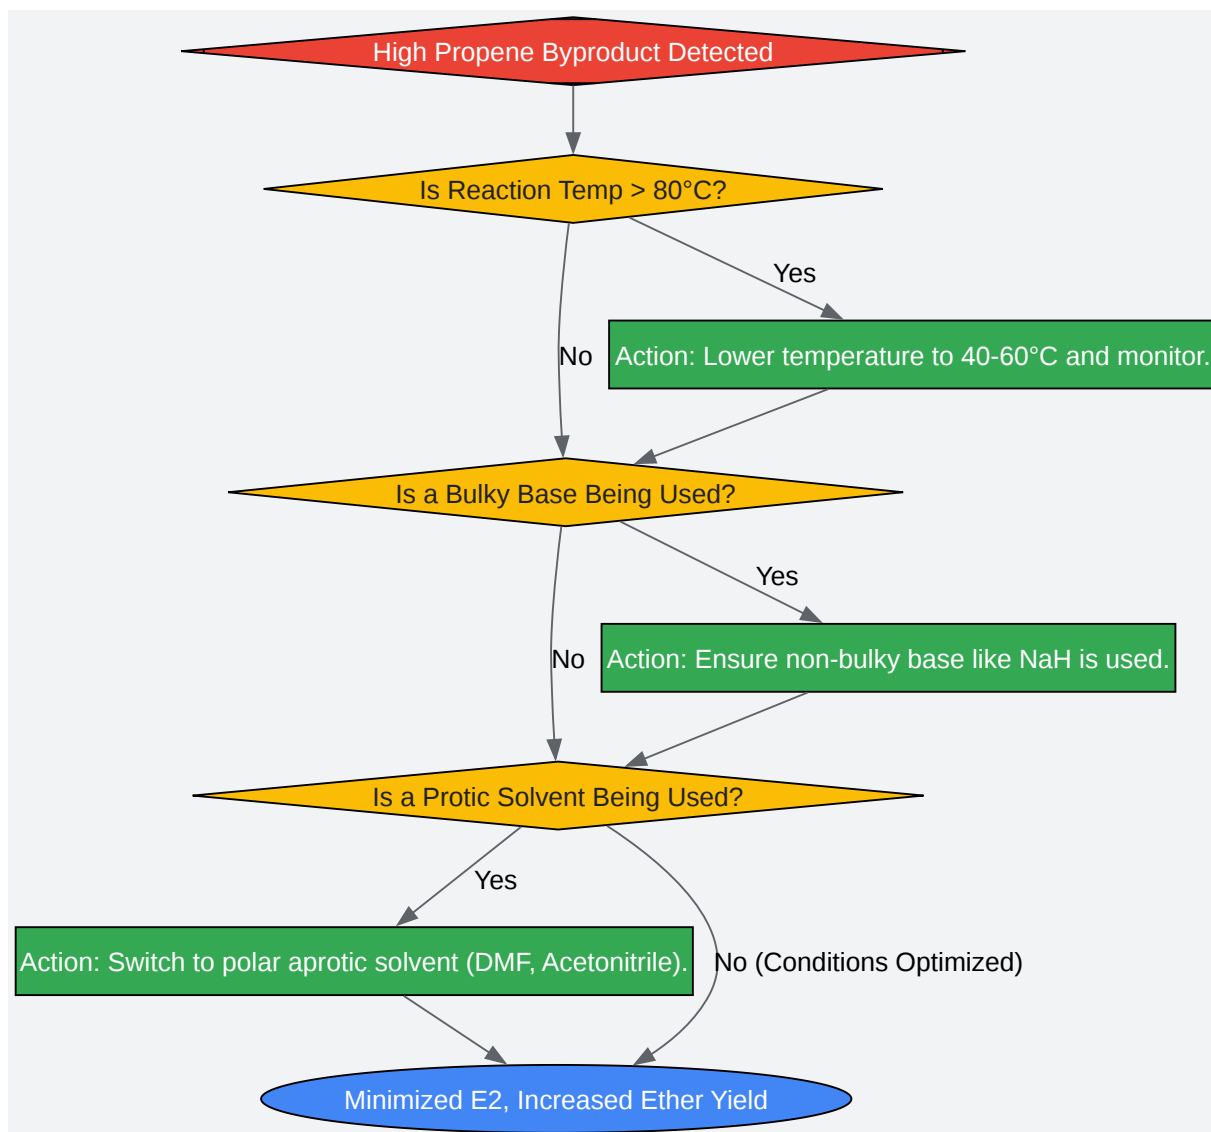 High Propene Byproduct Detected
Is Reaction Temp > 80°C?
Yes
No
Action: Lower temperature to 40-60°C and monitor.
Is a Bulky Base Being Used?
Yes
No
Action: Ensure non-bulky base like NaH is used.
Is a Protic Solvent Being Used?
Yes
Action: Switch to polar aprotic solvent (DMF, Acetonitrile).
No (Conditions Optimized)
Minimized E2, Increased Ether Yield